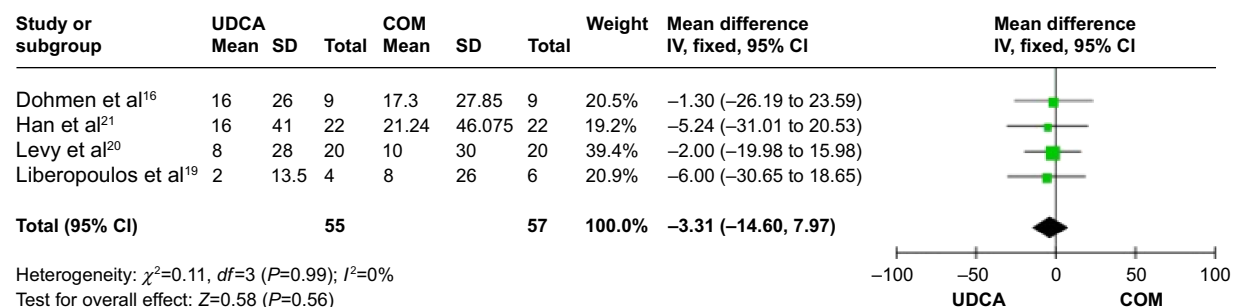 Study or subgroup UDCA Mean SD Total COM Mean SD Total Weight Mean difference IV, fixed, 95% CI Mean difference IV, fixed, 95% CI
Dohmen et al16 16 26 9 17.3 27.85 9 20.5% –1.30 (–26.19 to 23.59)
Han et al21 16 41 22 21.24 46.075 22 19.2% –5.24 (–31.01 to 20.53)
Levy et al20 8 28 20 10 30 20 39.4% –2.00 (–19.98 to 15.98)
Liberopoulos et al19 2 13.5 4 8 26 6 20.9% –6.00 (–30.65 to 18.65)
Total (95% CI) 55 57 100.0% –3.31 (–14.60, 7.97)
Heterogeneity: χ2=0.11, df=3 (P=0.99); I2=0%
Test for overall effect: Z=0.58 (P=0.56)
–100 –50 0 50 100
UDCA COM